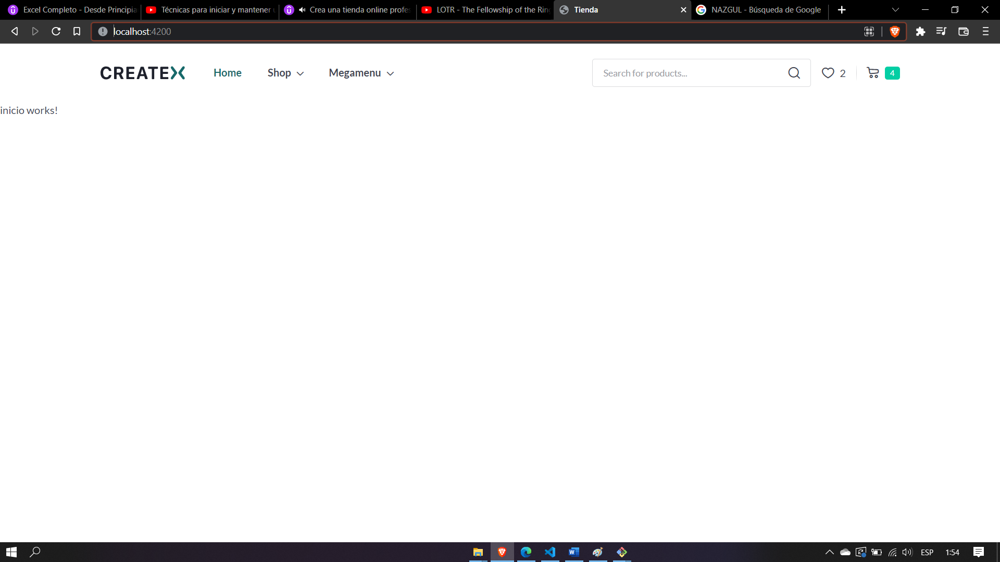 Excel Completo - Desde Principia
Técnicas para iniciar y mantener u
Crea una tienda online profes
LOTR - The Fellowship of the Ring
Tienda
NAZGUL - Búsqueda de Google
localhost:4200
CREATEX
Home
Shop
Megamenu
Search for products...
2
4
inicio works!
ESP
1:54